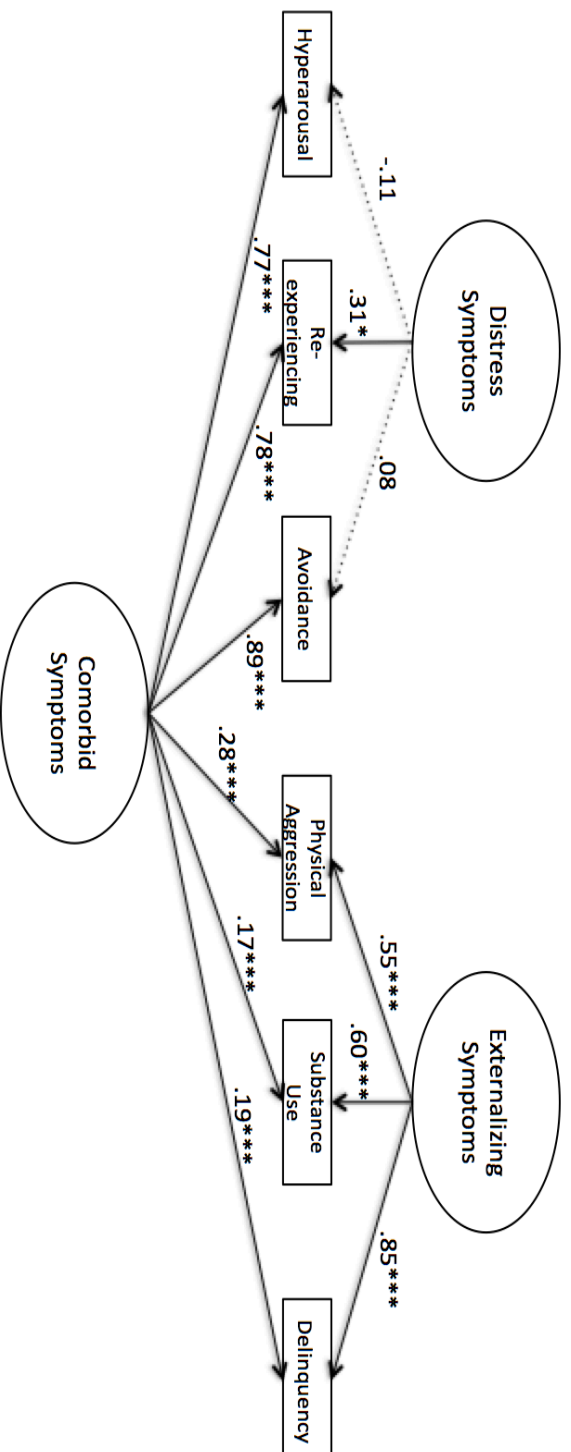 Distress
Symptoms
Externalizing
Symptoms
-.11
.31*
.08
.55***
.60***
.85***
Hyperarousal
Re-
experiencing
Avoidance
Physical
Aggression
Substance
Use
Delinquency
.77***
.78***
.89***
.28***
.17***
.19***
Comorbid
Symptoms